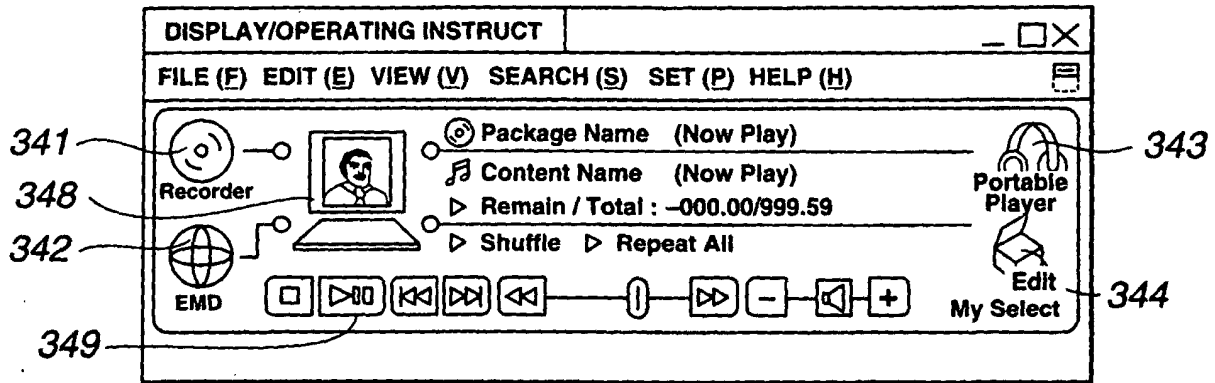 DISPLAY/OPERATING INSTRUCT
FILE (F) EDIT (E) VIEW (V) SEARCH (S) SET (P) HELP (H)
341
Recorder
348
342
EMD
349
Package Name (Now Play)
Content Name (Now Play)
Remain / Total : –000.00/999.59
Shuffle Repeat All
343
Portable
Player
Edit
My Select
344